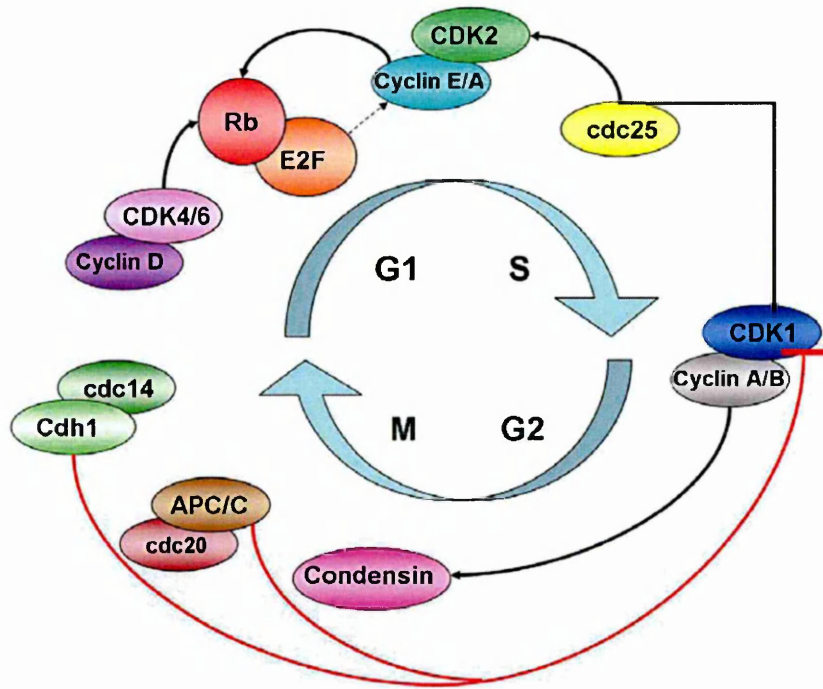 CDK2
Cyclin E/A
cdc25
Rb
E2F
CDK4/6
Cyclin D
G1
S
CDK1
Cyclin A/B
cdc14
Cdh1
M
G2
APC/C
cdc20
Condensin